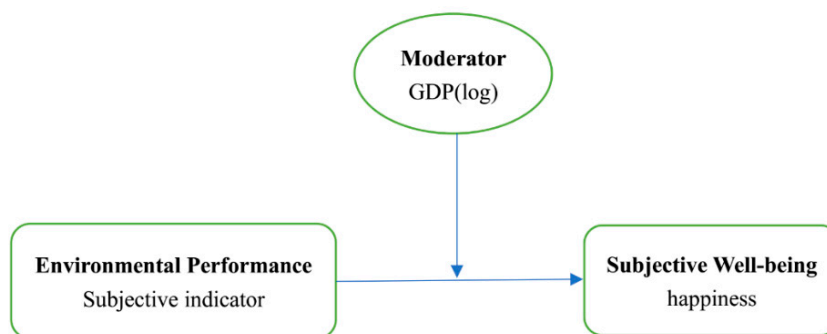 Moderator
GDP(log)
Environmental Performance
Subjective indicator
Subjective Well-being
happiness